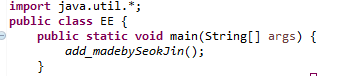 import java.util.*;
public class EE {
public static void main(String[] args) {
add_madebySeokJin();
}